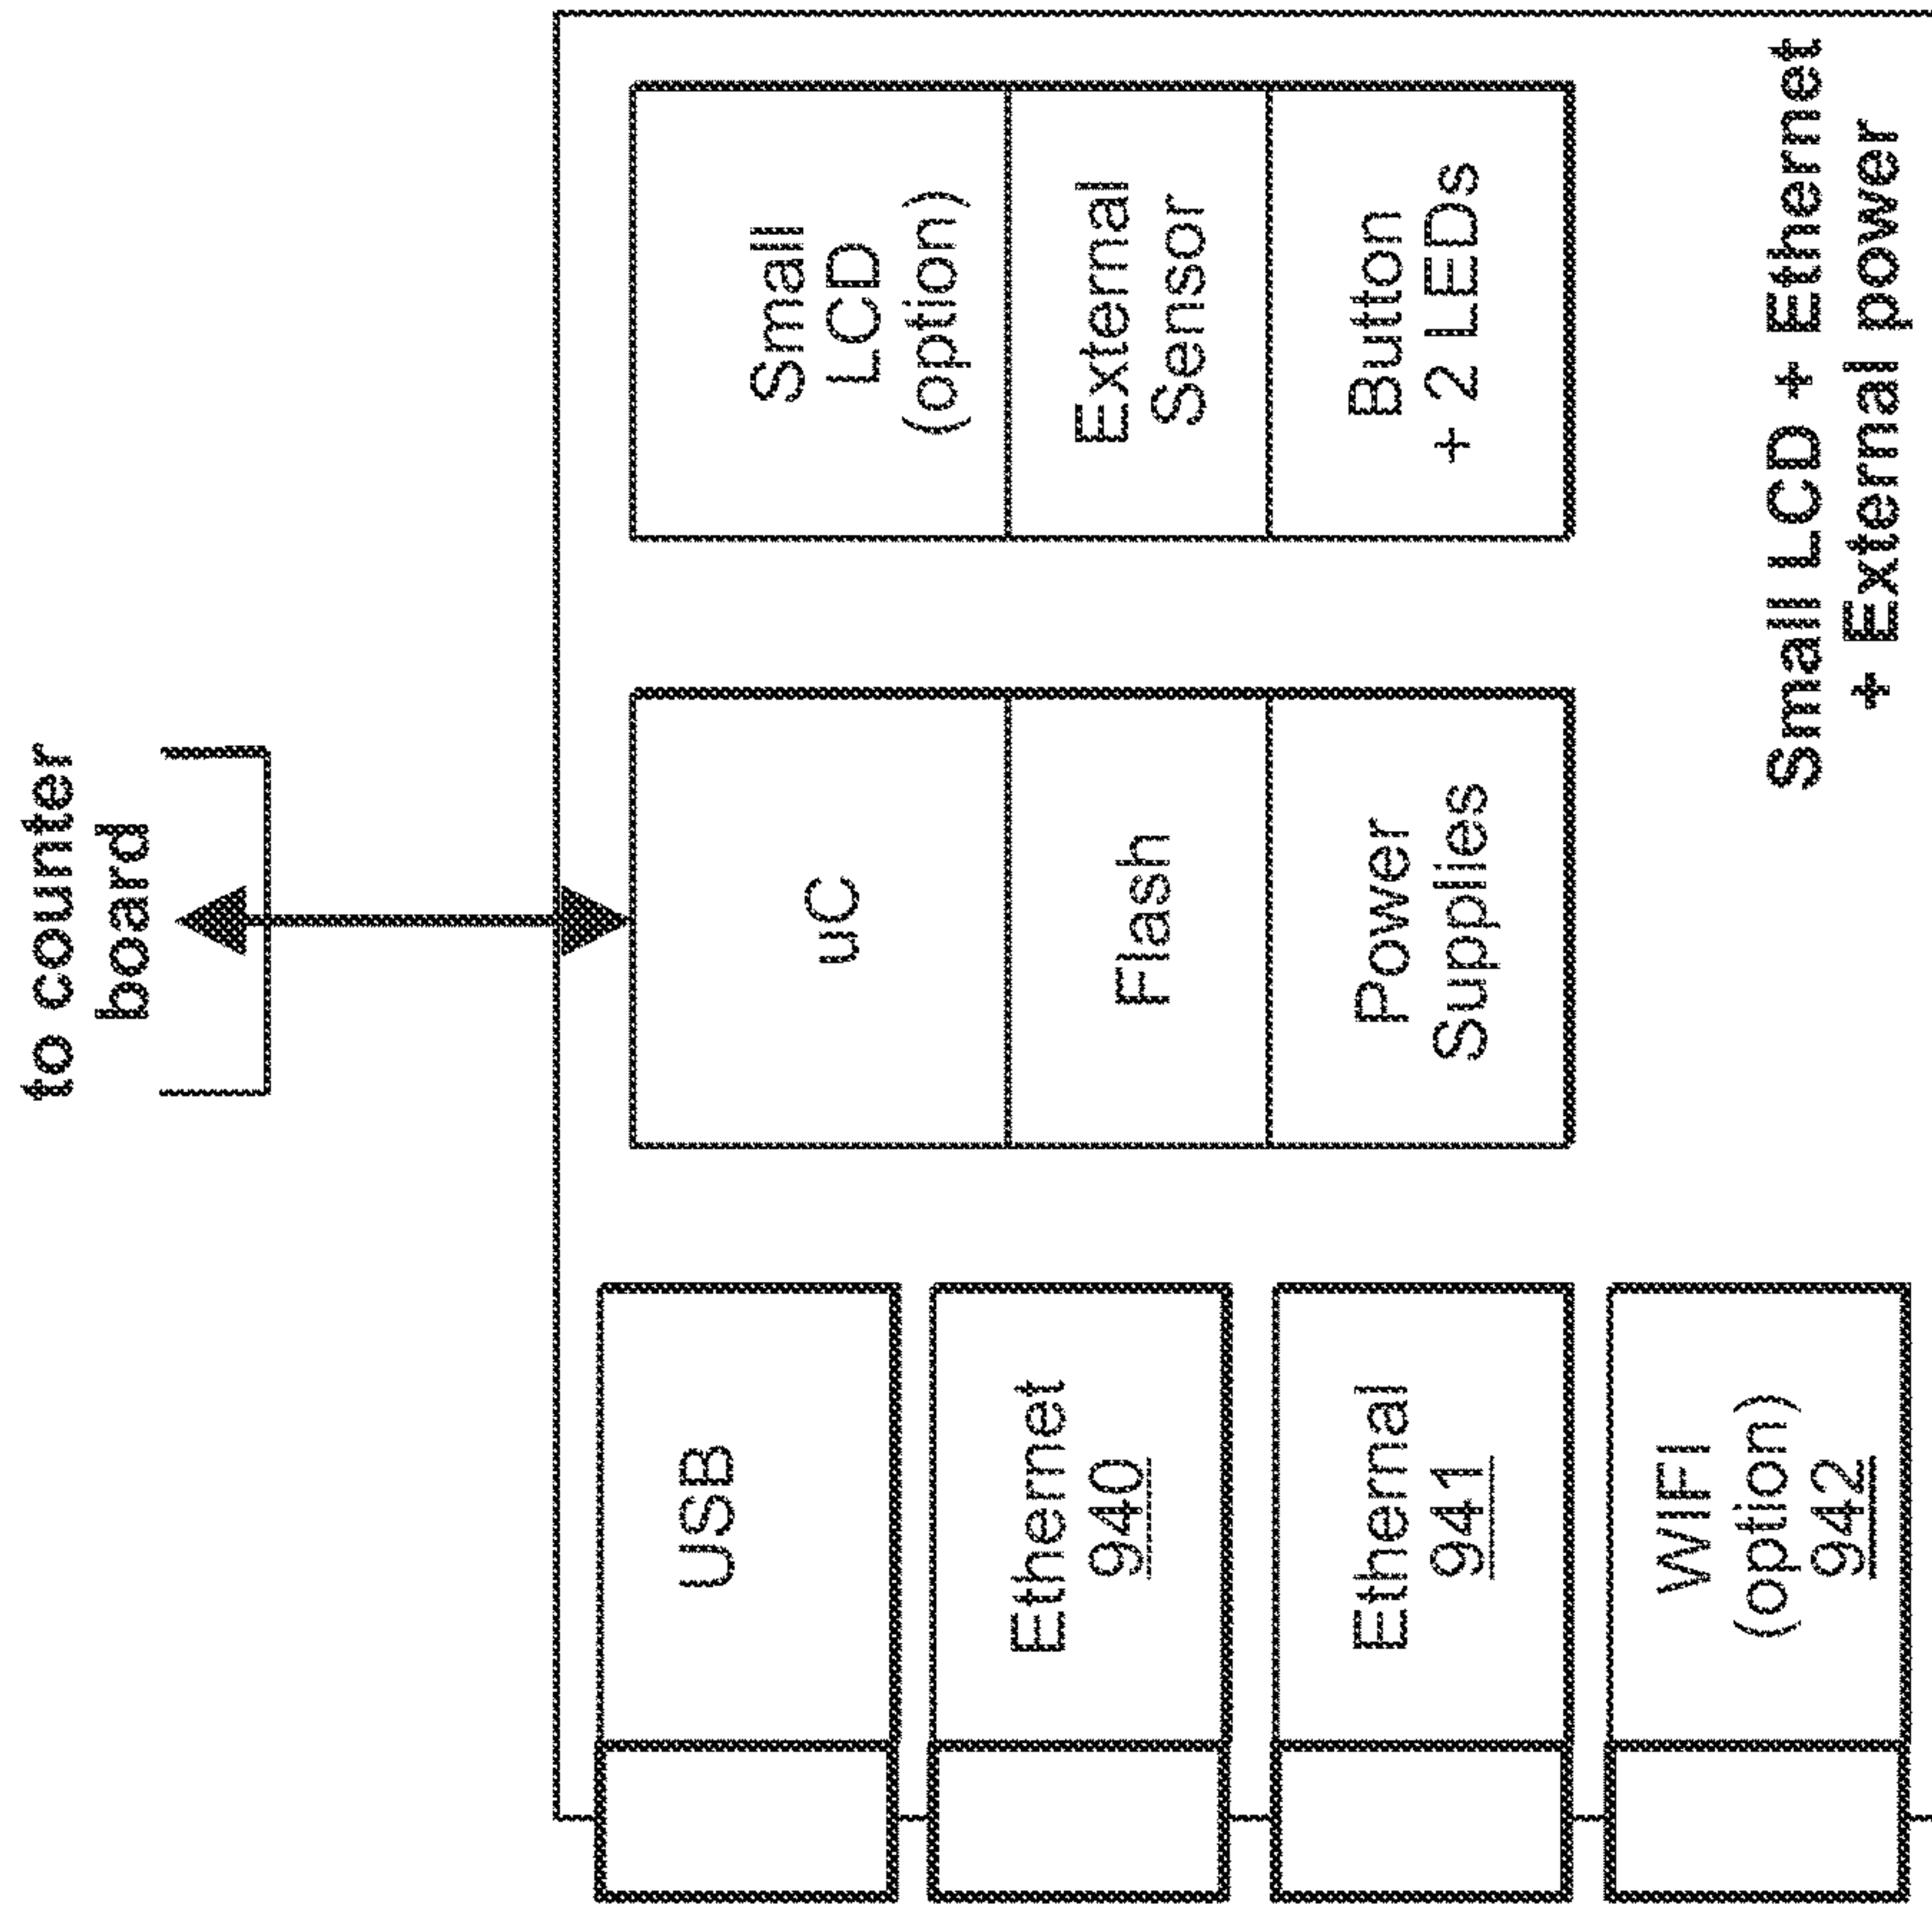 to counter
board
USB
Ethernet
940
Ethernal
941
WIFI
(option)
942
uC
Flash
Power
Supplies
Small
LCD
(option)
External
Sensor
Button
+ 2 LEDs
Small LCD + Ethernet
+ External power